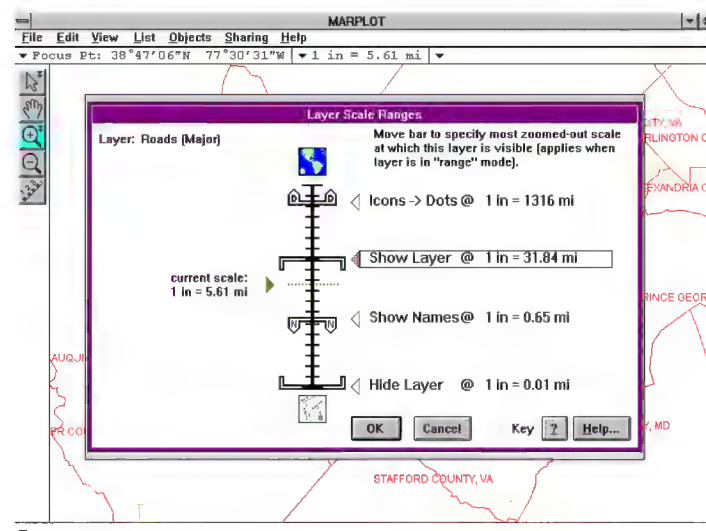 MARPLOT
File Edit View List Objects Sharing Help
Focus Pt: 38°47'06"N 77°30'31"W 1 in = 5.61 mi
Layer Scale Ranges
Layer: Roads (Major)
Move bar to specify most zoomed-out scale
at which this layer is visible (applies when
layer is in "range" mode).
D D Icons -> Dots @ 1 in = 1316 mi
Show Layer @ 1 in = 31.84 mi
current scale:
1 in = 5.61 mi
N N Show Names@ 1 in = 0.65 mi
Hide Layer @ 1 in = 0.01 mi
OK Cancel Key ? Help...
RLINGTON C
EXANDRIA C
RINCE GEOR
AUQUI
R COU
Y, MD
STAFFORD COUNTY, VA